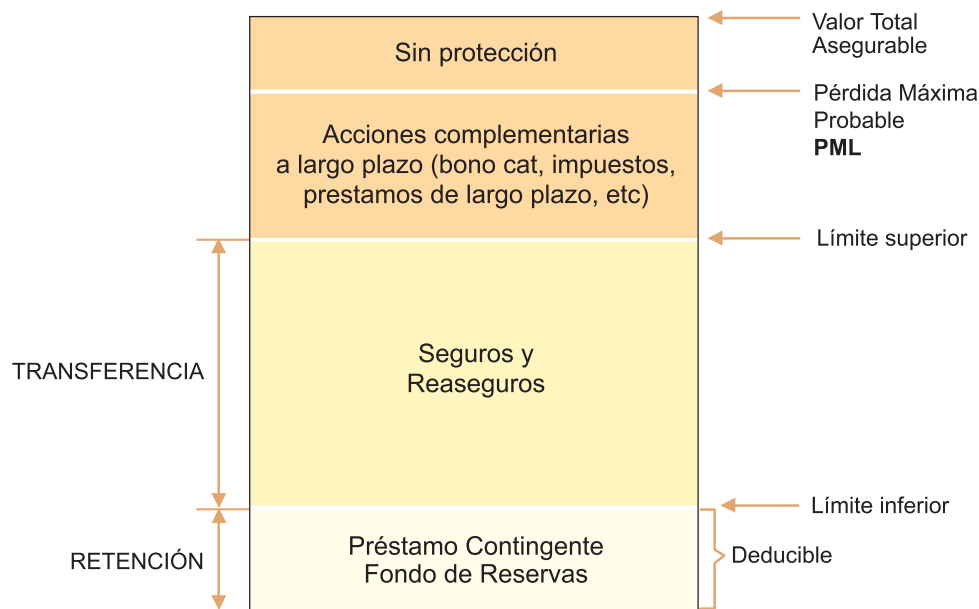 Valor Total
Asegurable
Sin protección
Pérdida Máxima
Probable
PML
Acciones complementarias
a largo plazo (bono cat, impuestos,
prestamos de largo plazo, etc)
Límite superior
TRANSFERENCIA
Seguros y
Reaseguros
Límite inferior
RETENCIÓN
Préstamo Contingente
Fondo de Reservas
Deducible